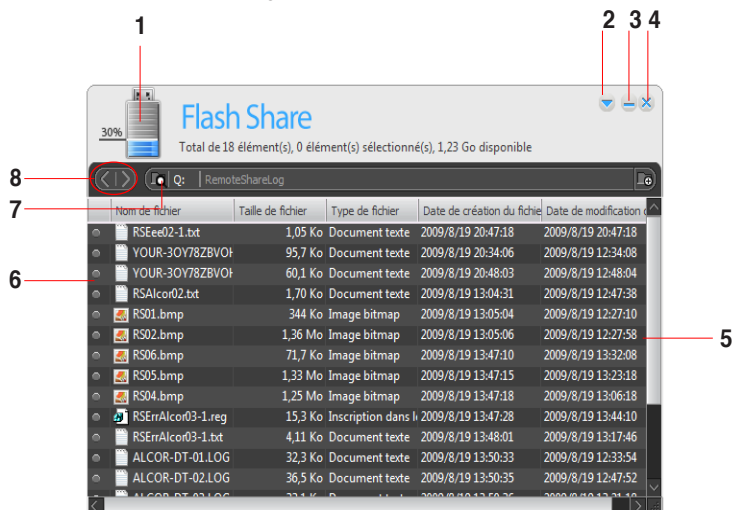 1
2 3 4
30%
Flash Share
Total de 18 élément(s), 0 élément(s) sélectionné(s), 1,23 Go disponible
8
Q: RemoteShareLog
7
Nom de fichier Taille de fichier Type de fichier Date de création du fichie Date de modification
RSEee02-1.txt 1,05 Ko Document texte 2009/8/19 20:47:18 2009/8/19 20:47:18
YOUR-3OY78ZBVOH 95,7 Ko Document texte 2009/8/19 20:34:06 2009/8/19 12:34:08
6
YOUR-3OY78ZBVOH 60,1 Ko Document texte 2009/8/19 20:48:03 2009/8/19 12:48:04
RSAlcor02.txt 1,70 Ko Document texte 2009/8/19 13:04:31 2009/8/19 12:47:38
RS01.bmp 344 Ko Image bitmap 2009/8/19 13:05:04 2009/8/19 12:27:10
RS02.bmp 1,36 Mo Image bitmap 2009/8/19 13:05:06 2009/8/19 12:27:58
5
RS06.bmp 71,7 Ko Image bitmap 2009/8/19 13:47:10 2009/8/19 13:32:08
RS05.bmp 1,33 Mo Image bitmap 2009/8/19 13:47:15 2009/8/19 13:23:18
RS04.bmp 1,25 Mo Image bitmap 2009/8/19 13:47:18 2009/8/19 13:06:18
RSErrAlcor03-1.reg 15,3 Ko Inscription dans l 2009/8/19 13:47:28 2009/8/19 13:44:10
RSErrAlcor03-1.txt 4,11 Ko Document texte 2009/8/19 13:48:01 2009/8/19 13:17:46
ALCOR-DT-01.LOG 32,3 Ko Document texte 2009/8/19 13:50:33 2009/8/19 12:33:54
ALCOR-DT-02.LOG 36,5 Ko Document texte 2009/8/19 13:50:35 2009/8/19 12:47:52